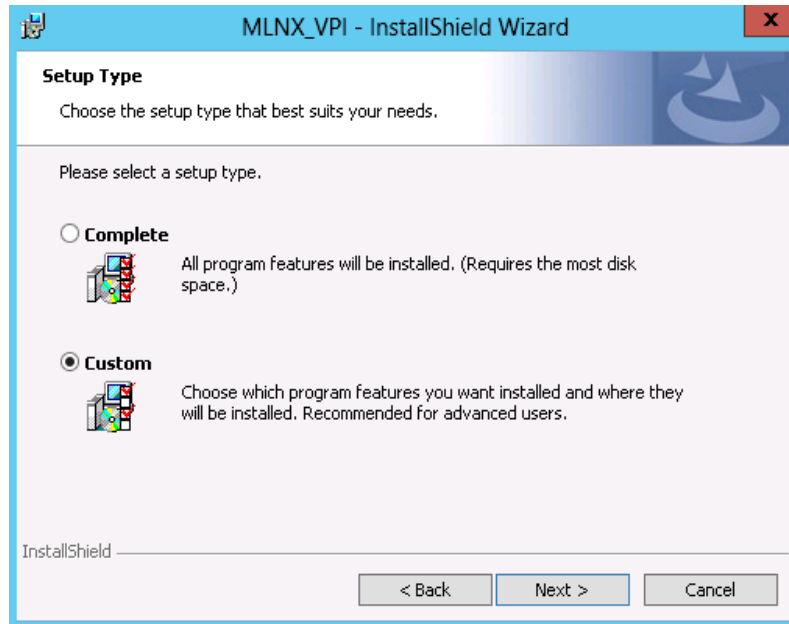 MLNX_VPI - InstallShield Wizard
x
Setup Type
Choose the setup type that best suits your needs.
Please select a setup type.
Complete
All program features will be installed. (Requires the most disk
space.)
Custom
Choose which program features you want installed and where they
will be installed. Recommended for advanced users.
InstallShield
< Back
Next >
Cancel